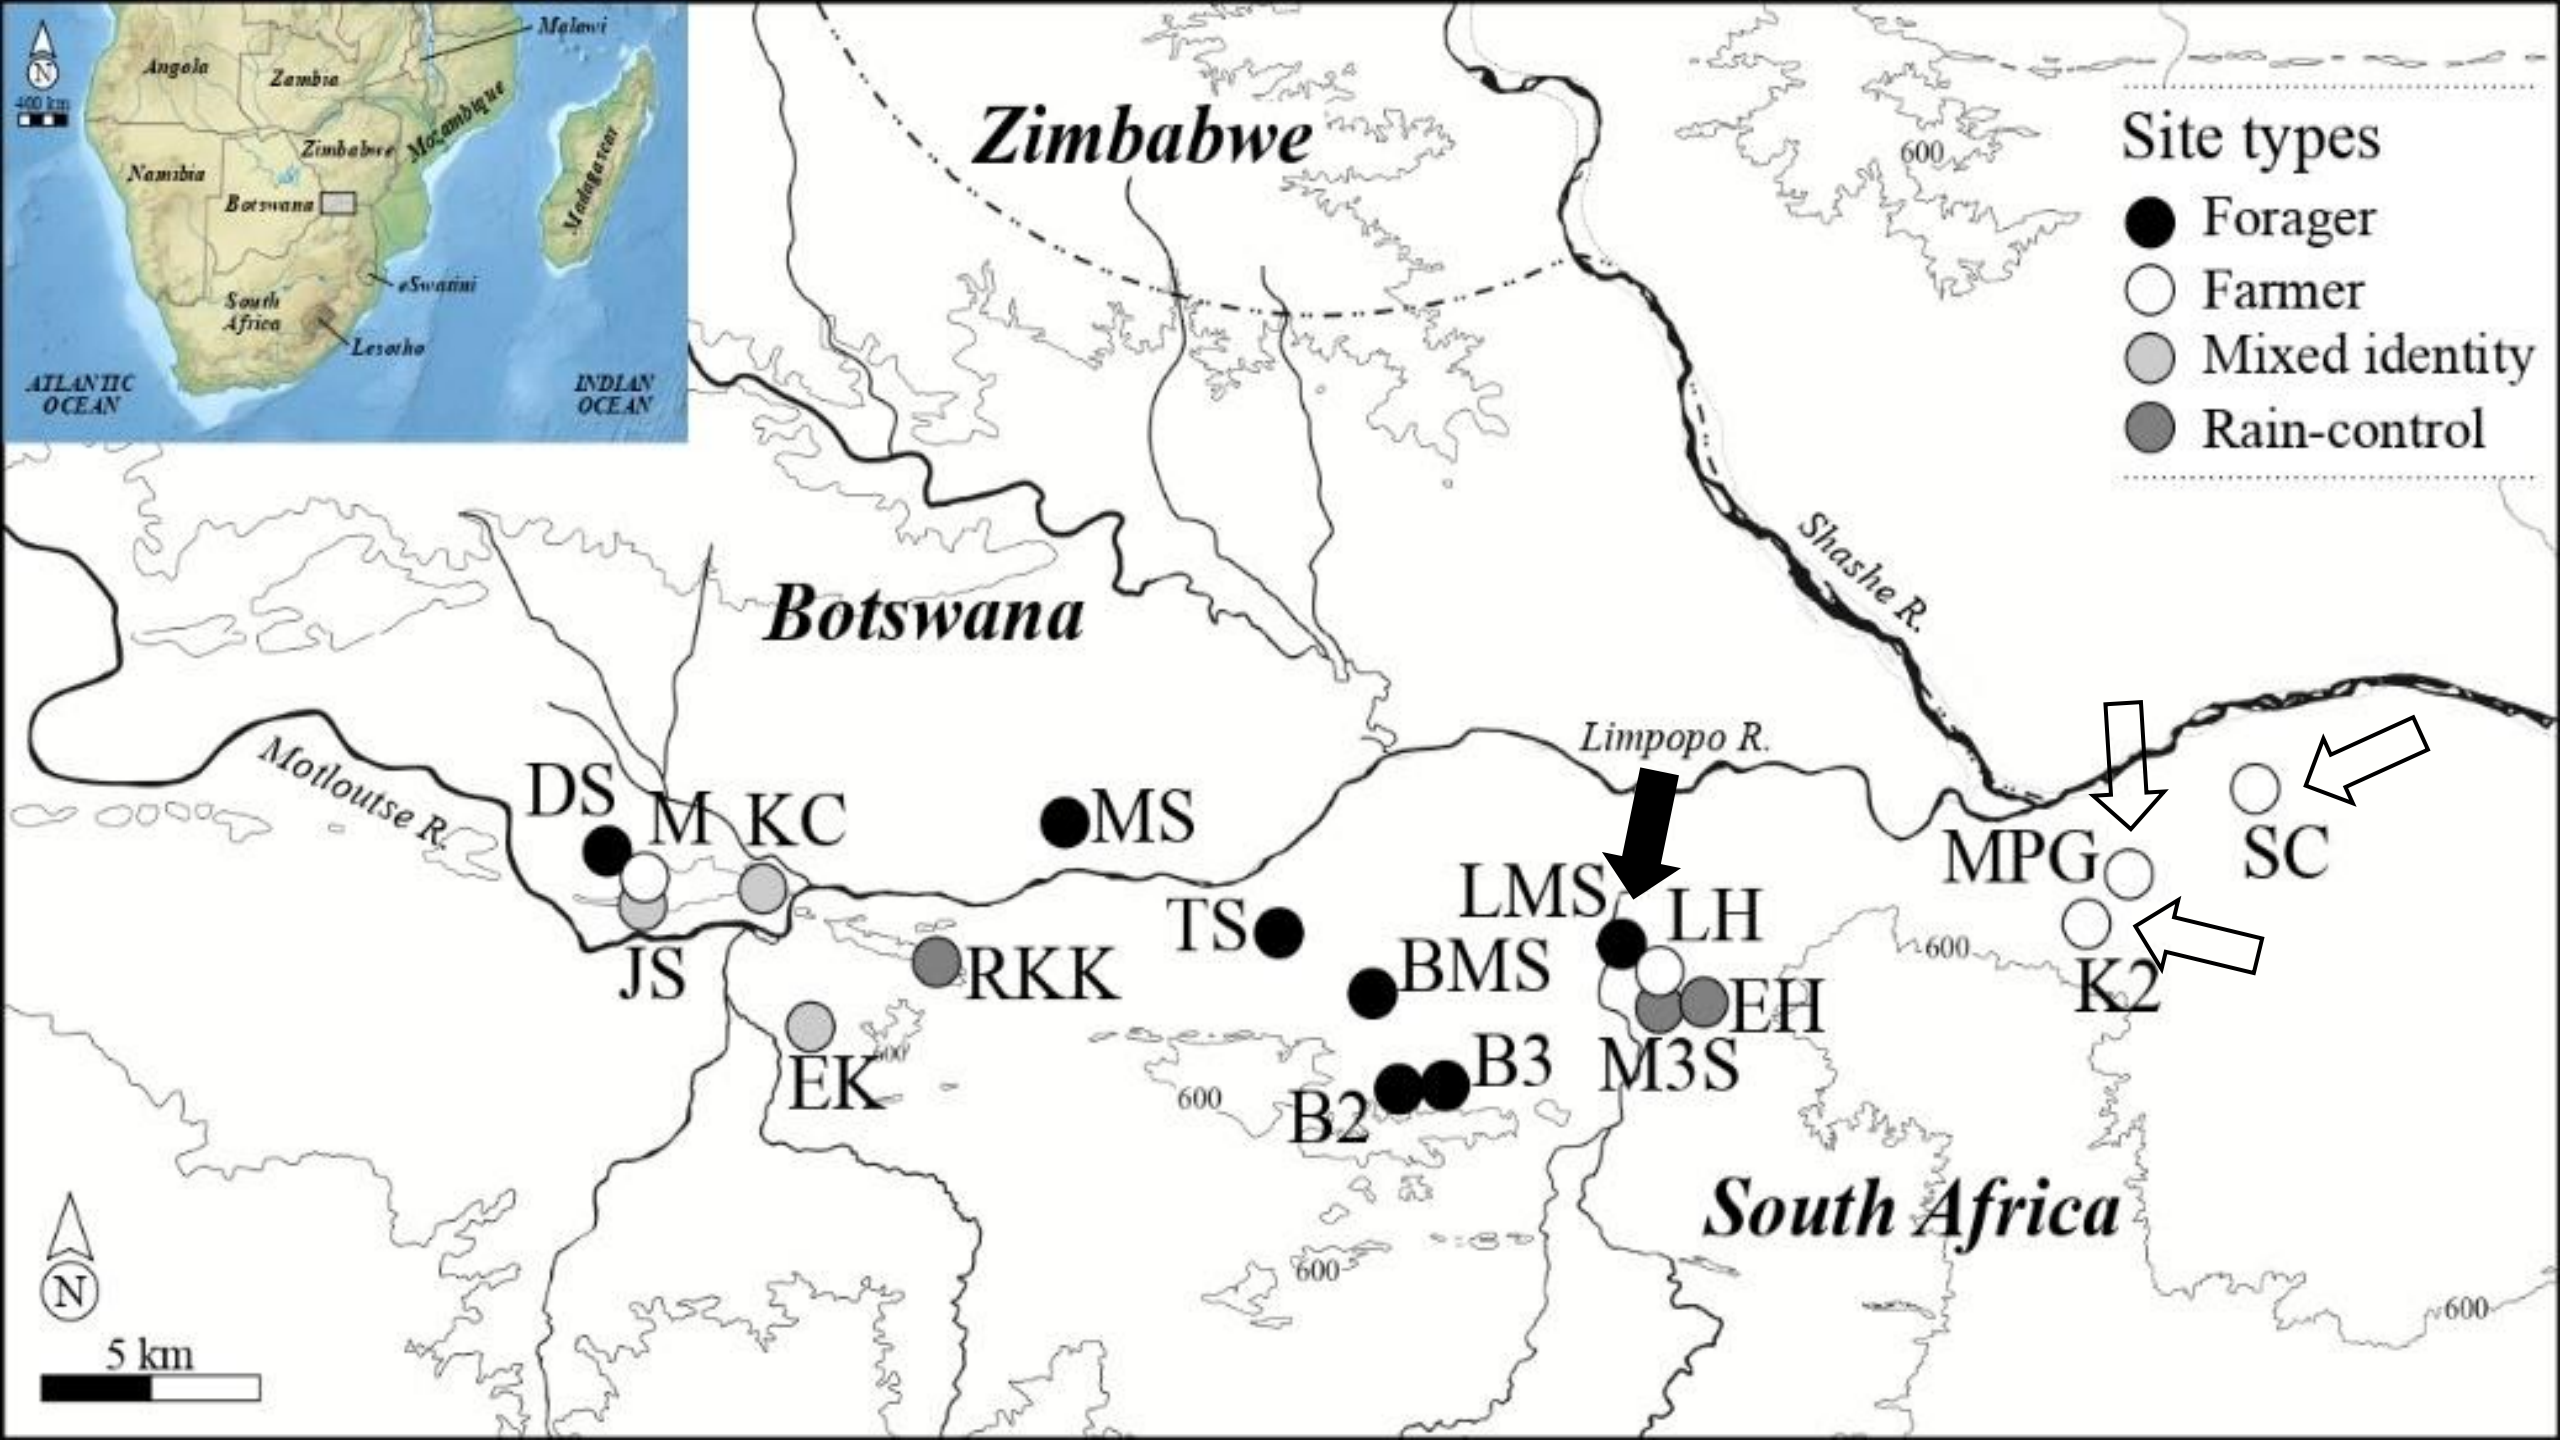 Malawi
N
400 km
Angola
Zambia
Mozambique
Zimbabwe
Namibia
Madagascar
Botswana
eSwatini
South
Africa
Lesotho
ATLANTIC
OCEAN
INDIAN
OCEAN
Zimbabwe
600
Site types
Forager
Farmer
Mixed identity
Rain-control
Shashe R.
Botswana
Limpopo R.
Motloutse R.
DS
M
KC
MS
LMS
LH
MPG
SC
TS
JS
RKK
BMS
EH
600
K2
EK
600
B3
M3S
600
B2
South Africa
N
600
600
5 km